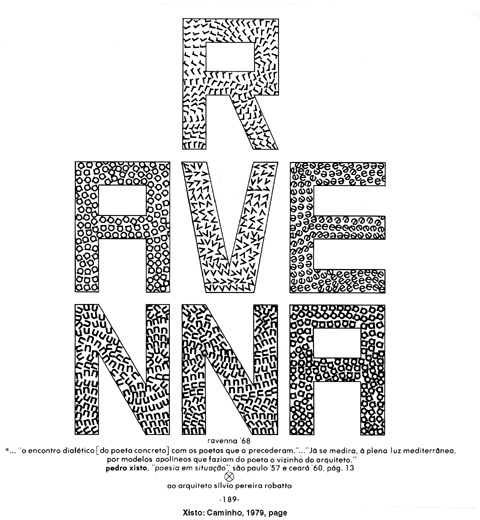 R
AVE
NNA
ravenna '68
*... "o encontro dialético [do poeta concreto] com os poetas que o precederam."..."Já se medira, à plena luz mediterrânea,
por modelos apolíneos que faziam do poeta o vizinho do arquiteto."
pedro xisto, "poesia em situação", são paulo '57 e ceará '60, pág. 13
ao arquiteto sílvio pereira robatto
-189-
Xisto: Caminho, 1979, page